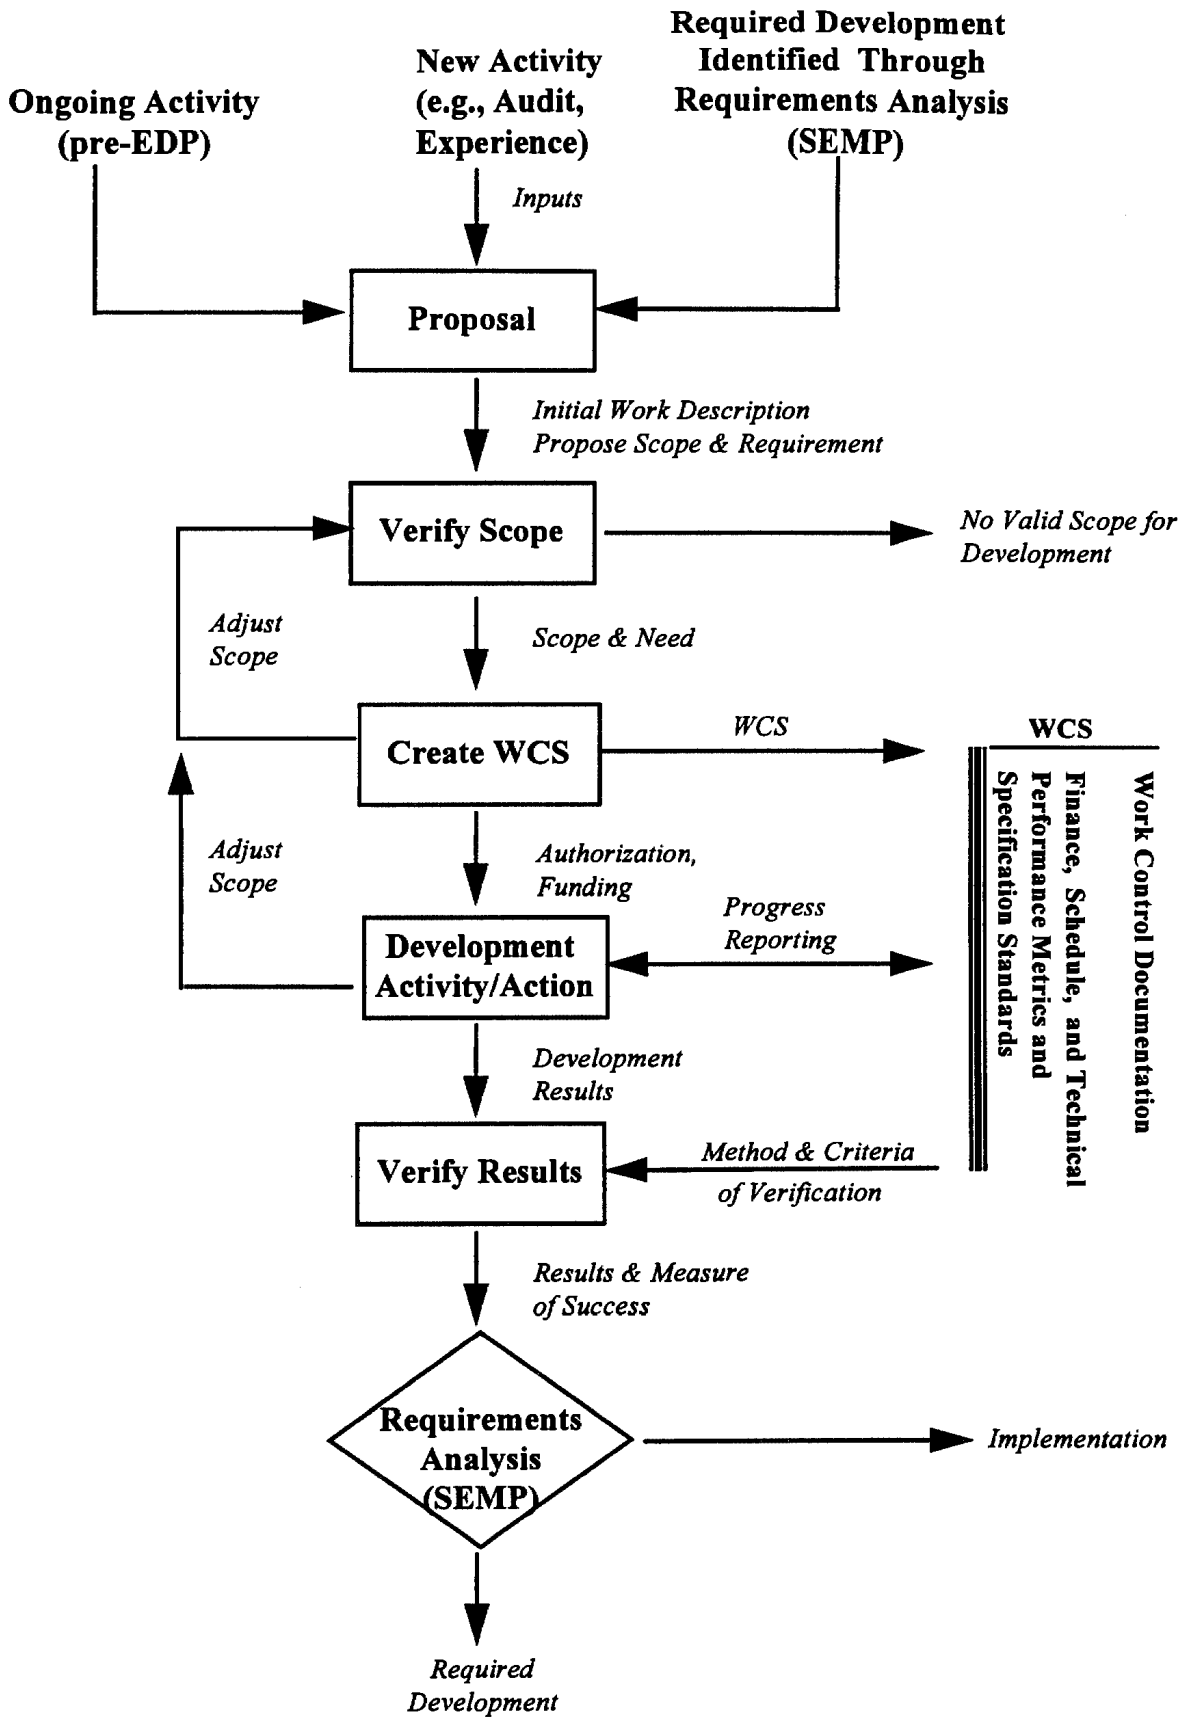 Required Development
Identified Through
Requirements Analysis
(SEMP)
New Activity
(e.g., Audit,
Experience)
Ongoing Activity
(pre-EDP)
Inputs
Proposal
Initial Work Description
Propose Scope & Requirement
Verify Scope
No Valid Scope for
Development
Adjust
Scope
Scope & Need
Create WCS
WCS
WCS
Work Control Documentation
Finance, Schedule, and Technical
Performance Metrics and
Specification Standards
Adjust
Scope
Authorization,
Funding
Development
Activity/Action
Progress
Reporting
Development
Results
Verify Results
Method & Criteria
of Verification
Results & Measure
of Success
Requirements
Analysis
(SEMP)
Implementation
Required
Development